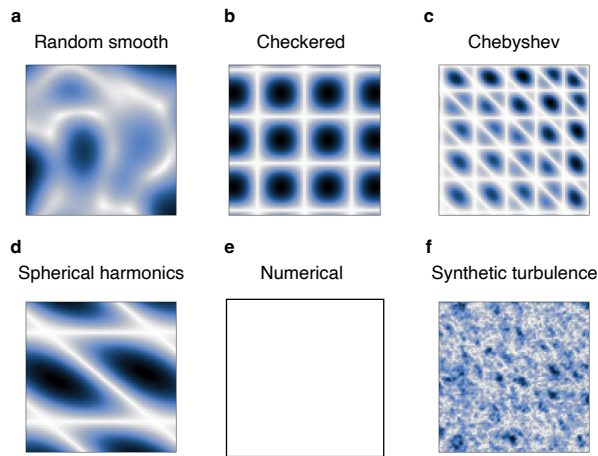 a
Random smooth
b
Checkered
c
Chebyshev
d
Spherical harmonics
e
Numerical
f
Synthetic turbulence